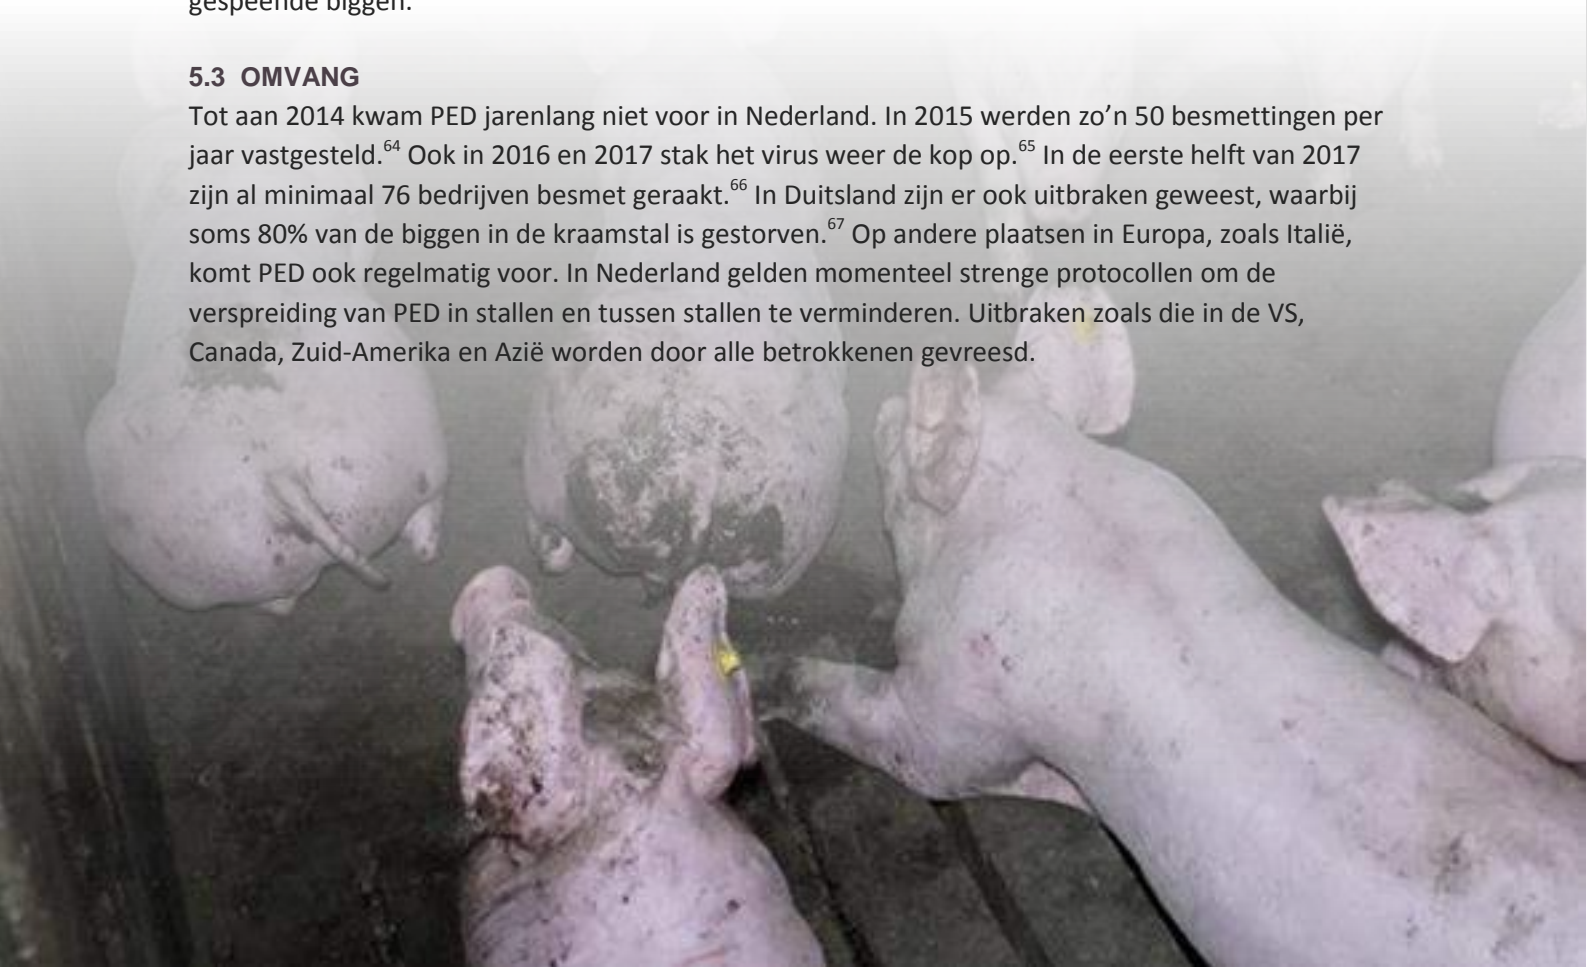 gespeende biggen.
5.3 OMVANG
Tot aan 2014 kwam PED jarenlang niet voor in Nederland. In 2015 werden zo’n 50 besmettingen per
jaar vastgesteld.64 Ook in 2016 en 2017 stak het virus weer de kop op.65 In de eerste helft van 2017
zijn al minimaal 76 bedrijven besmet geraakt.66 In Duitsland zijn er ook uitbraken geweest, waarbij
soms 80% van de biggen in de kraamstal is gestorven.67 Op andere plaatsen in Europa, zoals Italië,
komt PED ook regelmatig voor. In Nederland gelden momenteel strenge protocollen om de
verspreiding van PED in stallen en tussen stallen te verminderen. Uitbraken zoals die in de VS,
Canada, Zuid-Amerika en Azië worden door alle betrokkenen gevreesd.